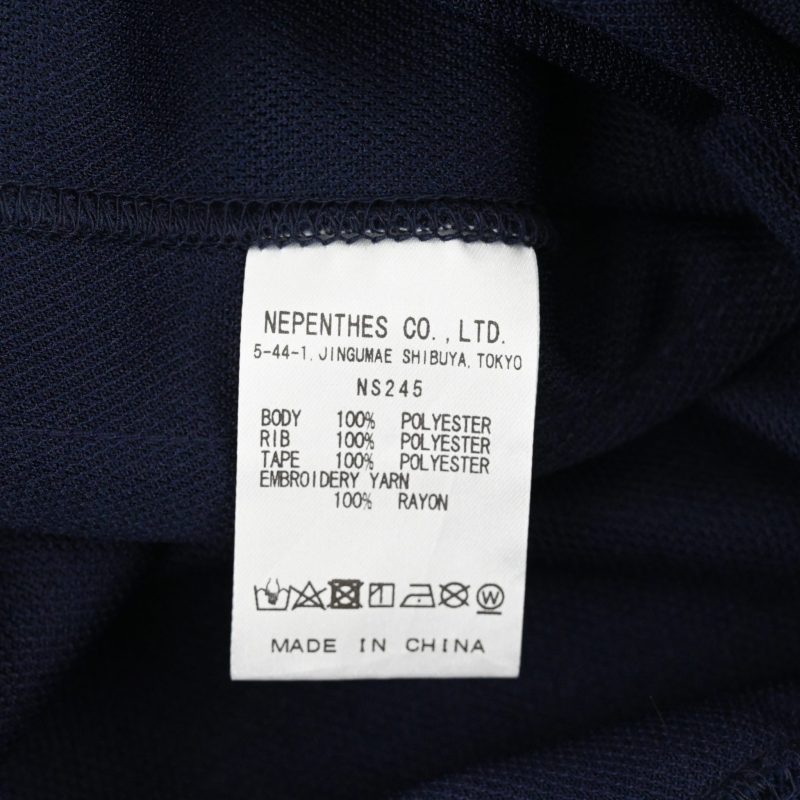 NEPENTHES CO., LTD.
5-44-1, JINGUMAE SHIBUYA, TOKYO
NS245
BODY 100% POLYESTER
RIB 100% POLYESTER
TAPE 100% POLYESTER
EMBROIDERY YARN
100% RAYON
W
MADE IN CHINA